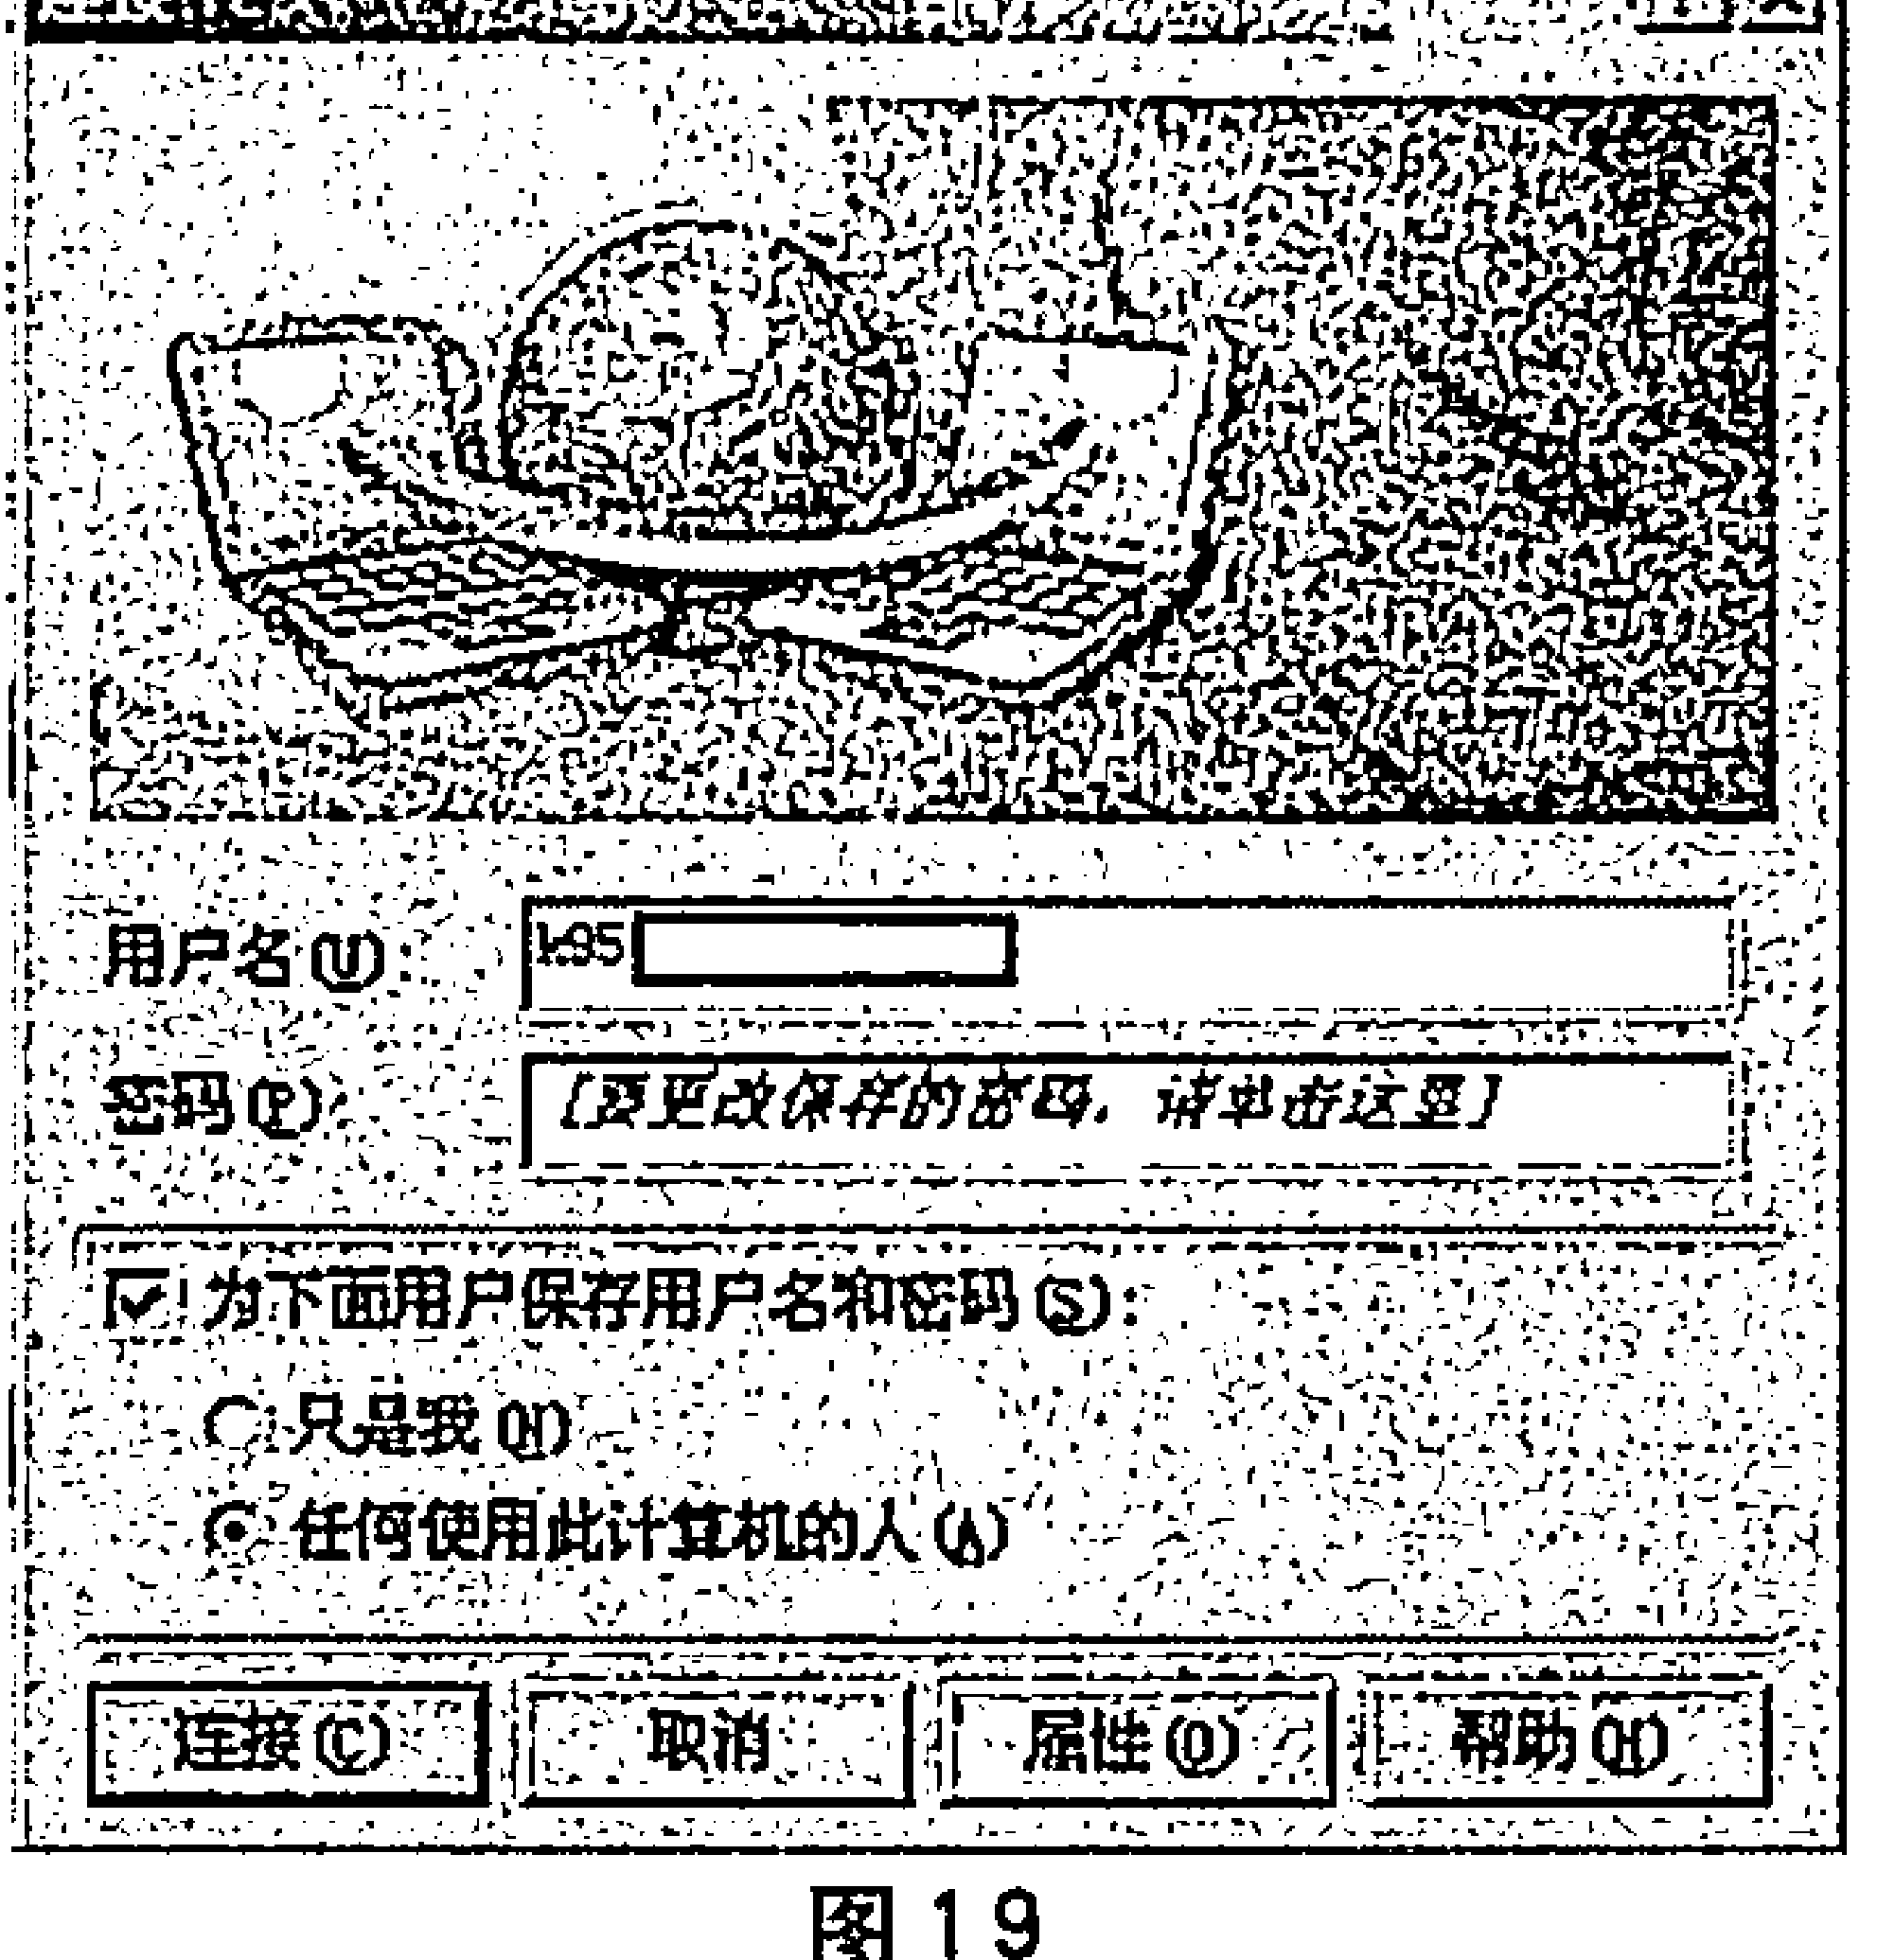 用户名(U):
密码(P):
[要更改保存的密码，请单击这里]
为下面用户保存用户名和密码(S):
只是我(N)
任何使用此计算机的人(A)
连接(C) 取消 属性(O) 帮助(H)
图19